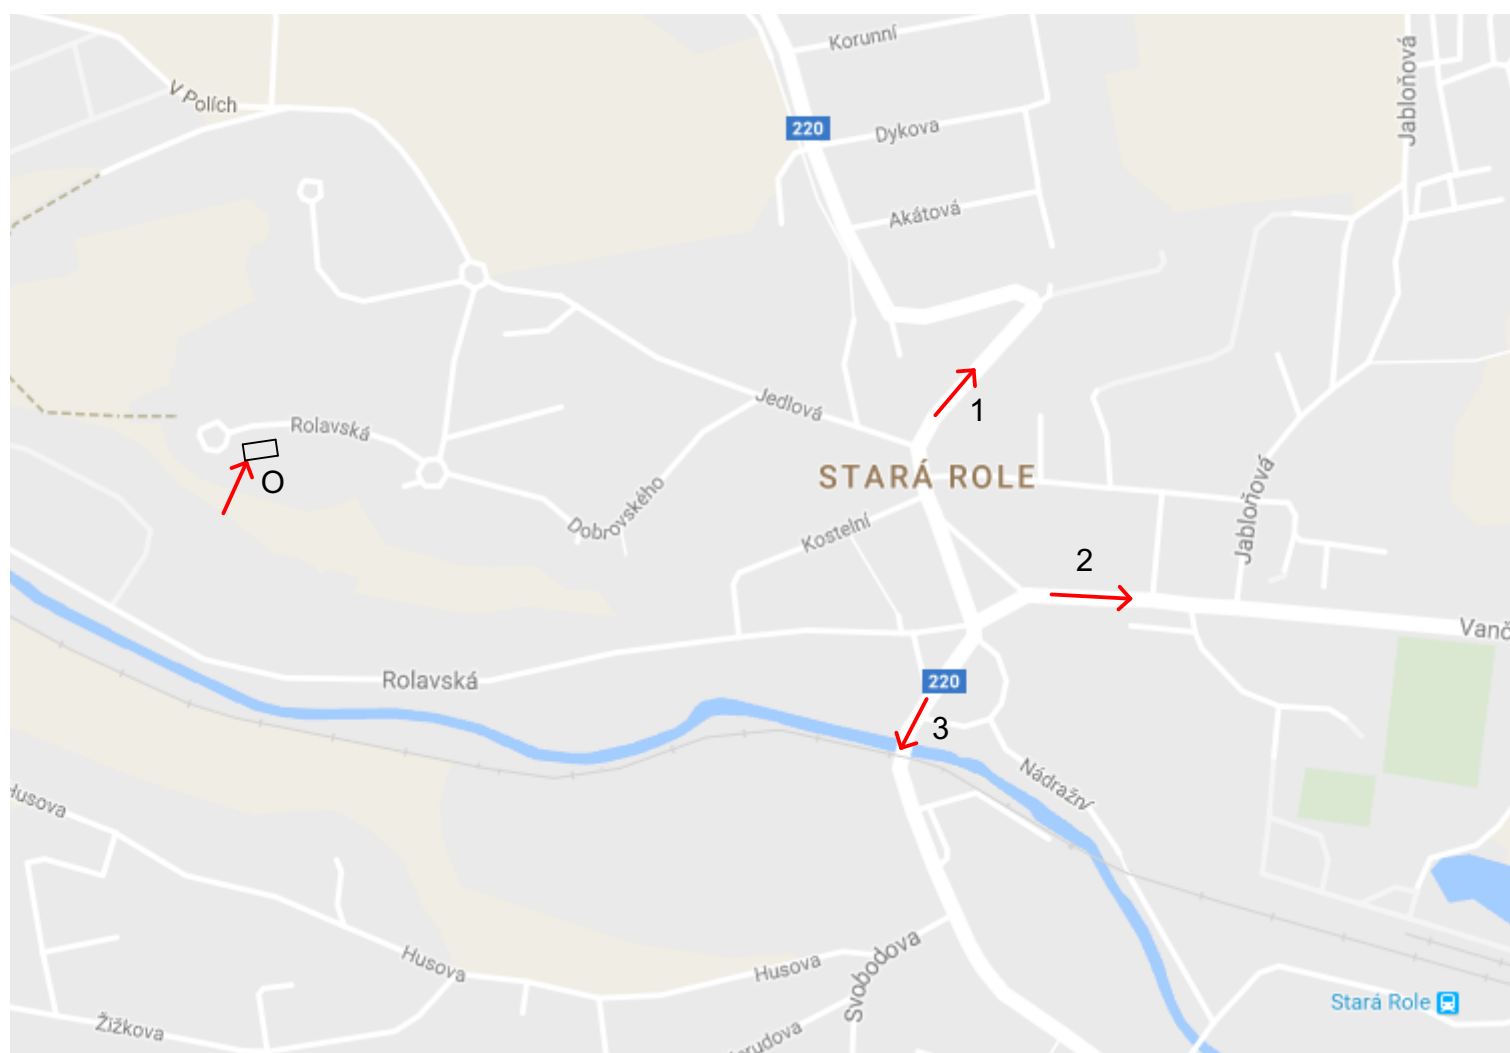 Korunní
Jabloňová
V Polích
220
Dykova
Akátová
Jedlová
1
Rolavská
O
STARÁ ROLE
Dobrovského
Kostelní
Jabloňová
2
Vanč
Rolavská
220
3
Nádražní
Husova
Husova
Husova
Svobodova
Stará Role
Žižkova